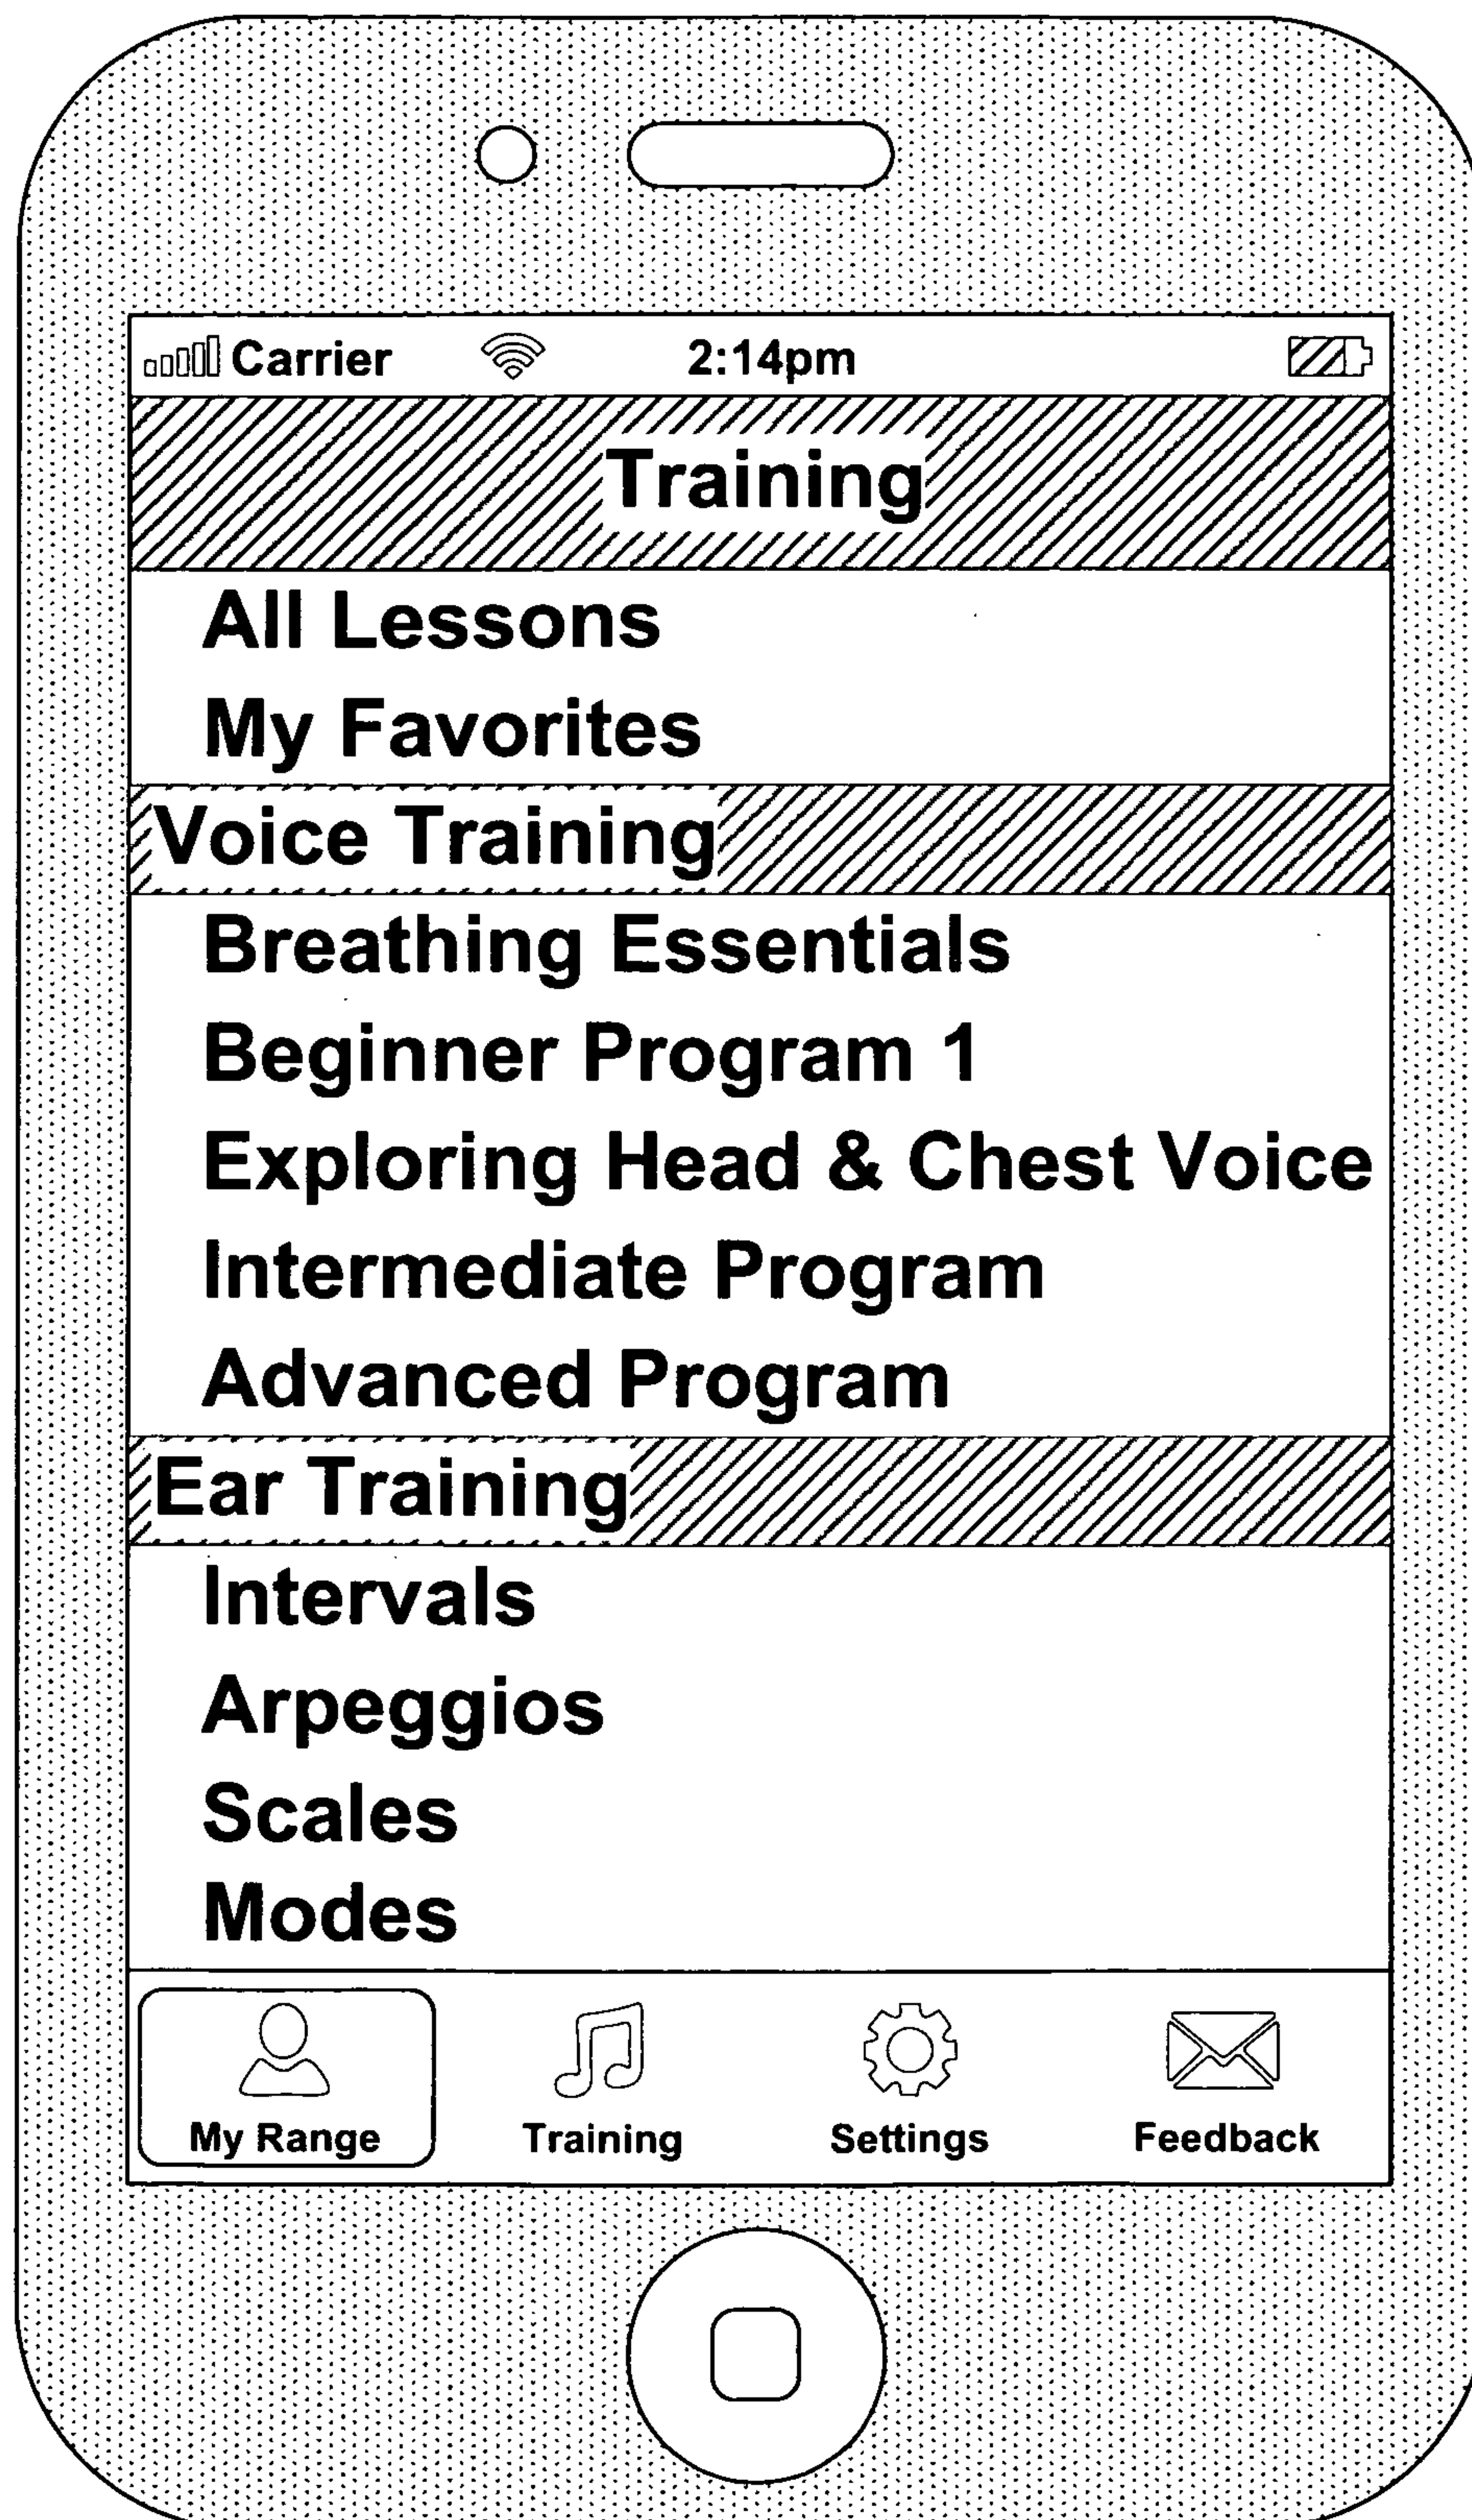 Carrier 2:14pm
Training
All Lessons
My Favorites
Voice Training
Breathing Essentials
Beginner Program 1
Exploring Head & Chest Voice
Intermediate Program
Advanced Program
Ear Training
Intervals
Arpeggios
Scales
Modes
My Range Training Settings Feedback